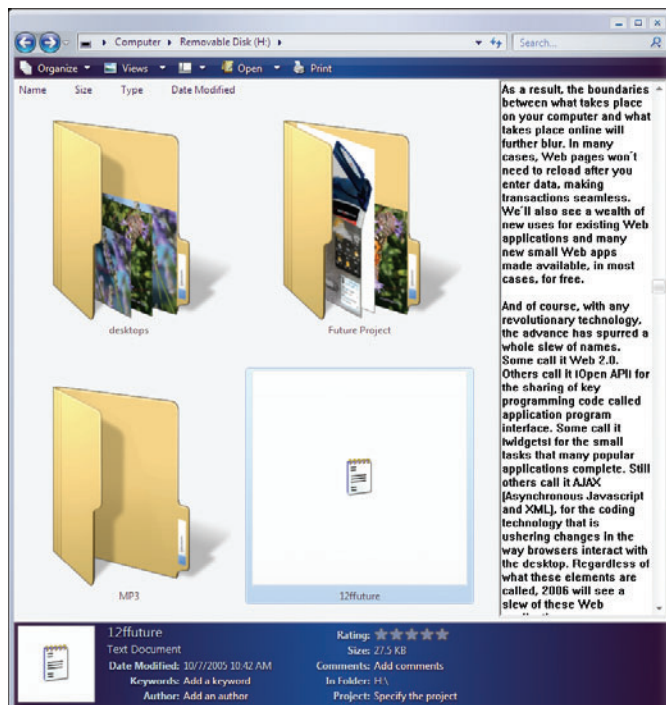 Computer Removable Disk (H:) Search...
Organize Views Open Print
Name Size Type Date Modified
desktops
Future Project
MP3
12ffuture
As a result, the boundaries
between what takes place
on your computer and what
takes place online will
further blur. In many
cases, Web pages won´t
need to reload after you
enter data, making
transactions seamless.
We´ll also see a wealth of
new uses for existing Web
applications and many
new small Web apps
made available, in most
cases, for free.
And of course, with any
revolutionary technology,
the advance has spurred a
whole slew of names.
Some call it Web 2.0.
Others call it ìOpen APIî for
the sharing of key
programming code called
application program
interface. Some call it
ìwidgetsî for the small
tasks that many popular
applications complete. Still
others call it AJAX
(Asynchronous Javascript
and XML), for the coding
technology that is
ushering changes in the
way browsers interact with
the desktop. Regardless of
what these elements are
called, 2006 will see a
slew of these Web
12ffuture
Text Document
Date Modified: 10/7/2005 10:42 AM
Keywords: Add a keyword
Author: Add an author
Rating:
Size: 27.5 KB
Comments: Add comments
In Folder: H:\
Project: Specify the project